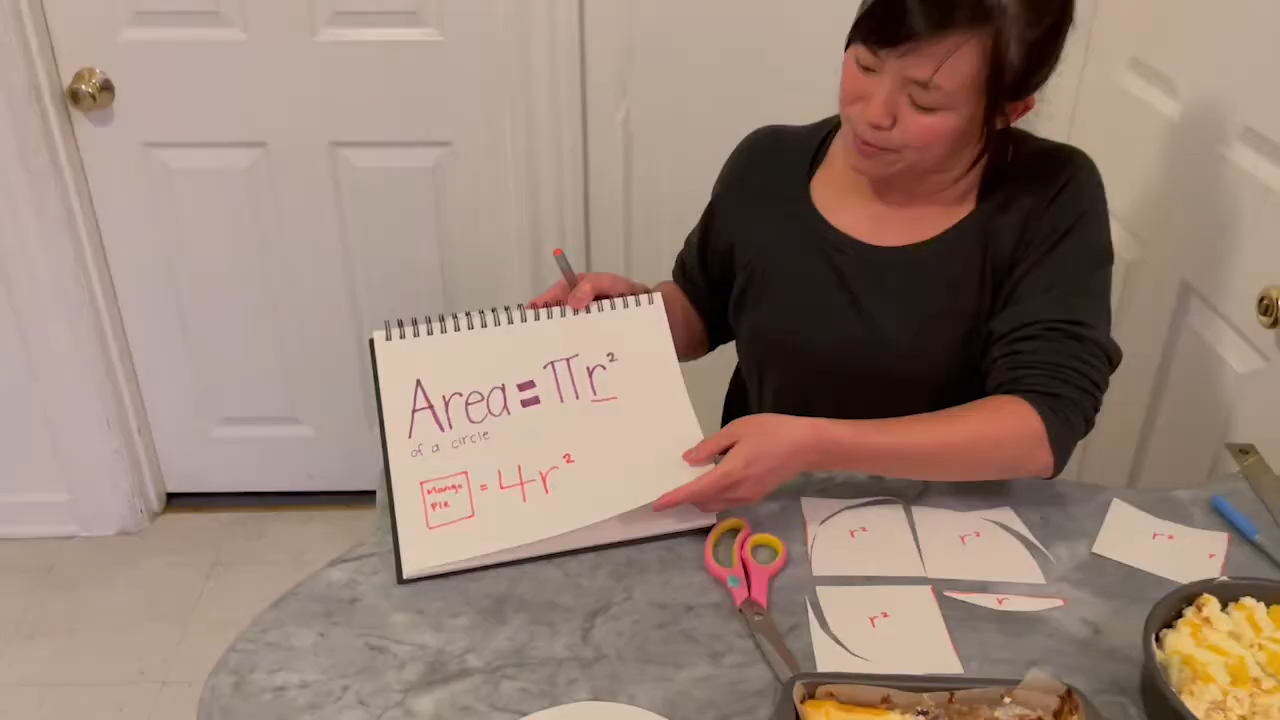 Area = πr²
of a circle
Mango
Pie
= 4r²
r²
r²
r²
r
r²
r